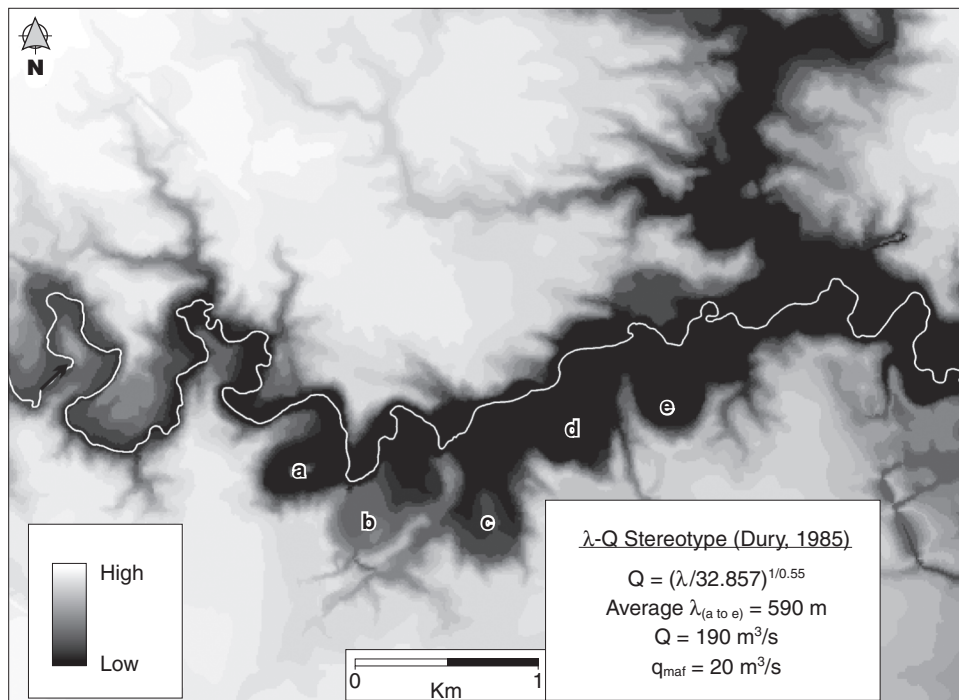 N
a
b
c
d
e
High
Low
0 1
Km
λ-Q Stereotype (Dury, 1985)
Q = (λ/32.857)^1/0.55
Average λ(a to e) = 590 m
Q = 190 m³/s
qmaf = 20 m³/s